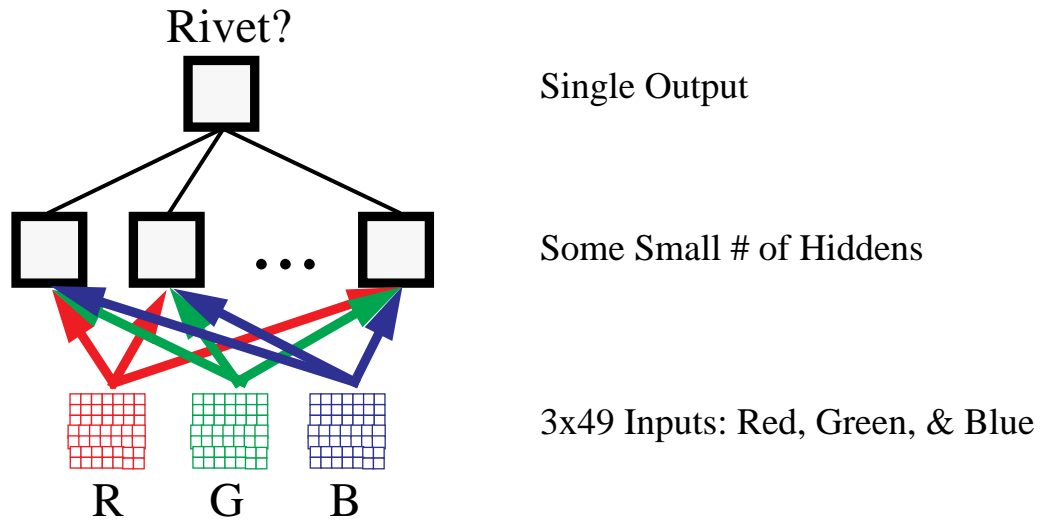 Rivet?
Single Output
Some Small # of Hiddens
3x49 Inputs: Red, Green, & Blue
R G B